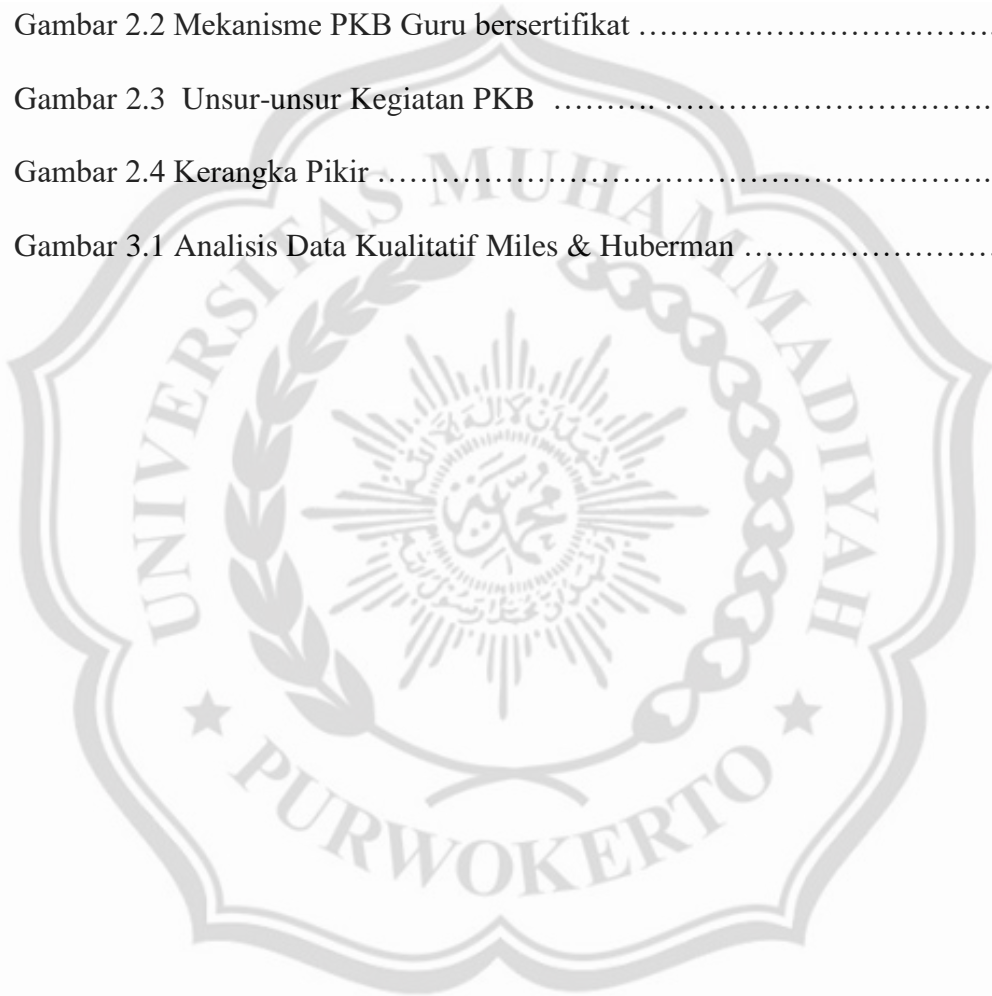 Gambar 2.2 Mekanisme PKB Guru bersertifikat …………………………….
Gambar 2.3  Unsur-unsur Kegiatan PKB  ………. ………………………….
Gambar 2.4 Kerangka Pikir …………………………………………………….
Gambar 3.1 Analisis Data Kualitatif Miles & Huberman …………………….
UNIVERSITAS MUHAMMADIYAH
PURWOKERTO